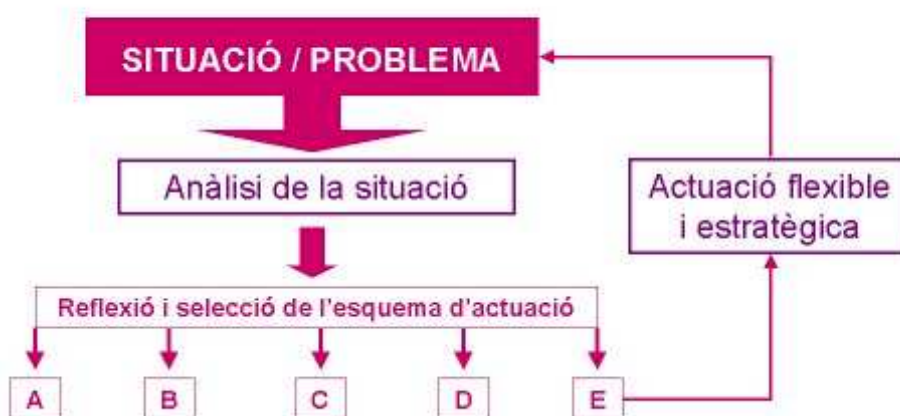 SITUACIÓ / PROBLEMA
Anàlisi de la situació
Actuació flexible
i estratègica
Reflexió i selecció de l'esquema d'actuació
A
B
C
D
E